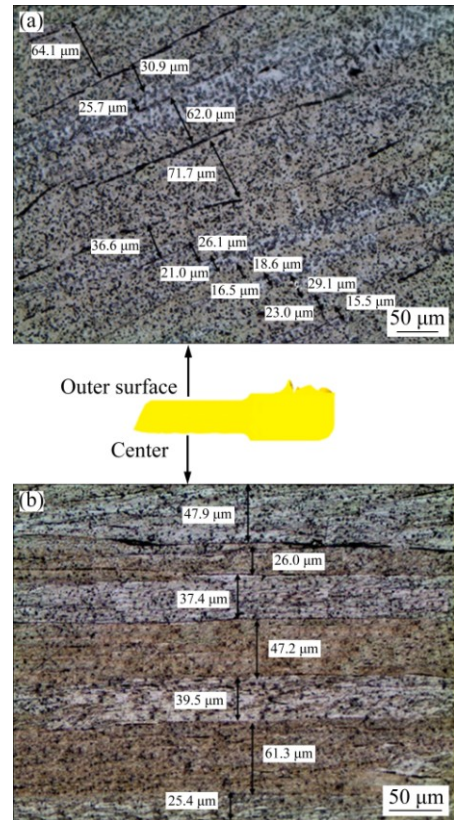 (a)
64.1 μm
30.9 μm
25.7 μm
62.0 μm
71.7 μm
36.6 μm
26.1 μm
21.0 μm
18.6 μm
16.5 μm
29.1 μm
23.0 μm
15.5 μm
50 μm
Outer surface
Center
(b)
47.9 μm
26.0 μm
37.4 μm
47.2 μm
39.5 μm
61.3 μm
25.4 μm
50 μm